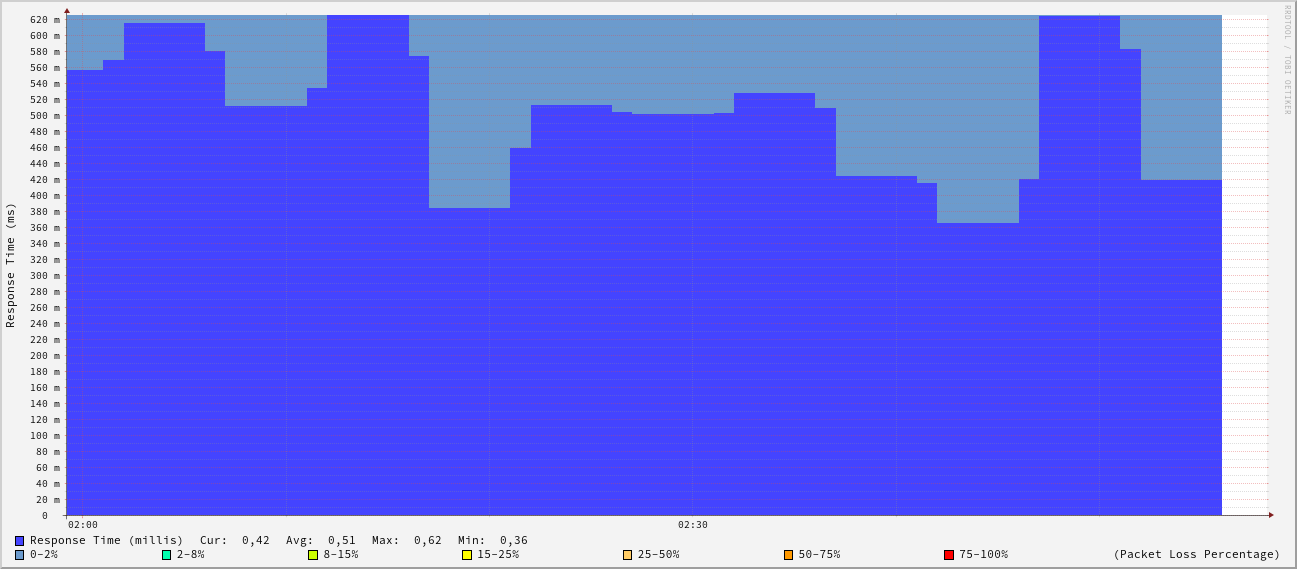 RRDTOOL / TOBI OETIKER
Response Time (ms)
620 m
600 m
580 m
560 m
540 m
520 m
500 m
480 m
460 m
440 m
420 m
400 m
380 m
360 m
340 m
320 m
300 m
280 m
260 m
240 m
220 m
200 m
180 m
160 m
140 m
120 m
100 m
80 m
60 m
40 m
20 m
0
02:00 02:30
Response Time (millis) Cur: 0,42 Avg: 0,51 Max: 0,62 Min: 0,36
0-2% 2-8% 8-15% 15-25% 25-50% 50-75% 75-100% (Packet Loss Percentage)